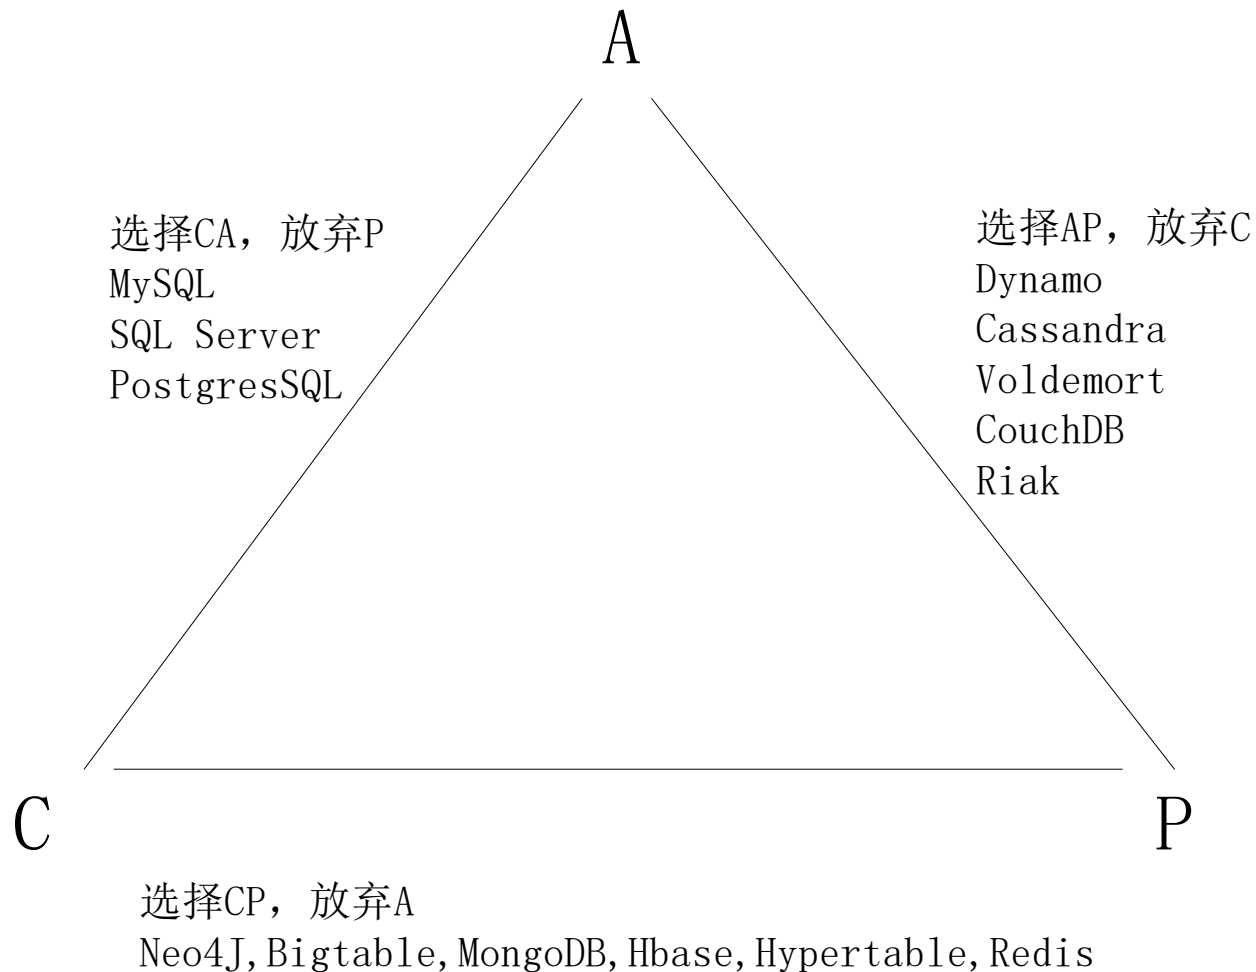 A
选择CA，放弃P
MySQL
SQL Server
PostgresSQL
选择AP，放弃C
Dynamo
Cassandra
Voldemort
CouchDB
Riak
C
P
选择CP，放弃A
Neo4J,Bigtable,MongoDB,Hbase,Hypertable,Redis